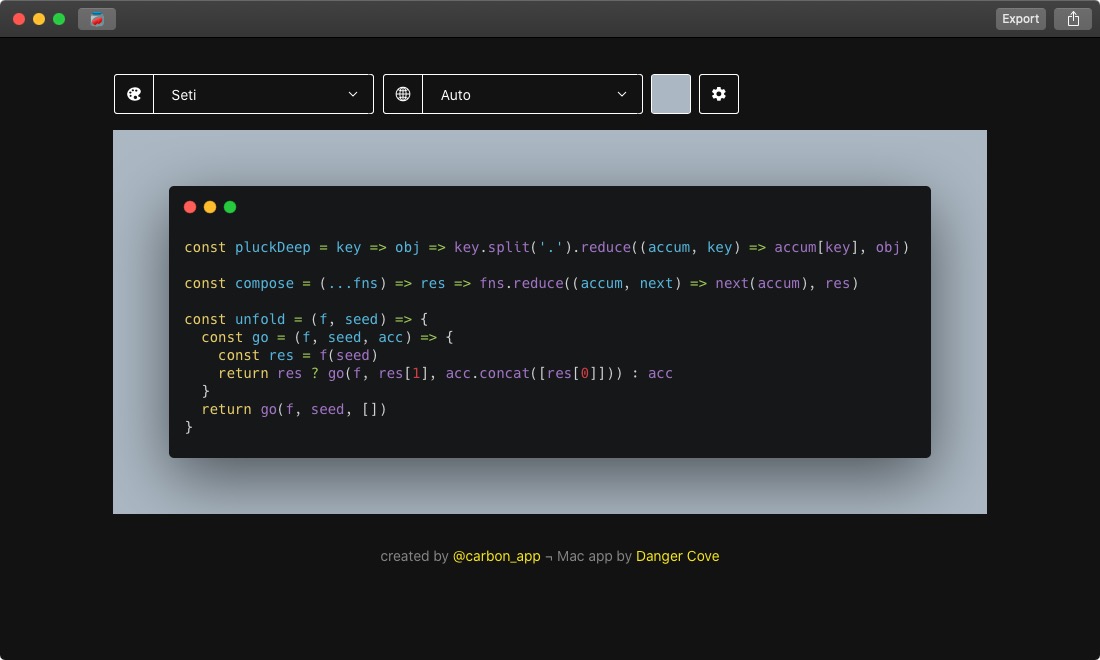 Export
Seti
Auto
const pluckDeep = key => obj => key.split('.').reduce((accum, key) => accum[key], obj)
const compose = (...fns) => res => fns.reduce((accum, next) => next(accum), res)
const unfold = (f, seed) => {
  const go = (f, seed, acc) => {
    const res = f(seed)
    return res ? go(f, res[1], acc.concat([res[0]])) : acc
  }
  return go(f, seed, [])
}
created by @carbon_app ¬ Mac app by Danger Cove